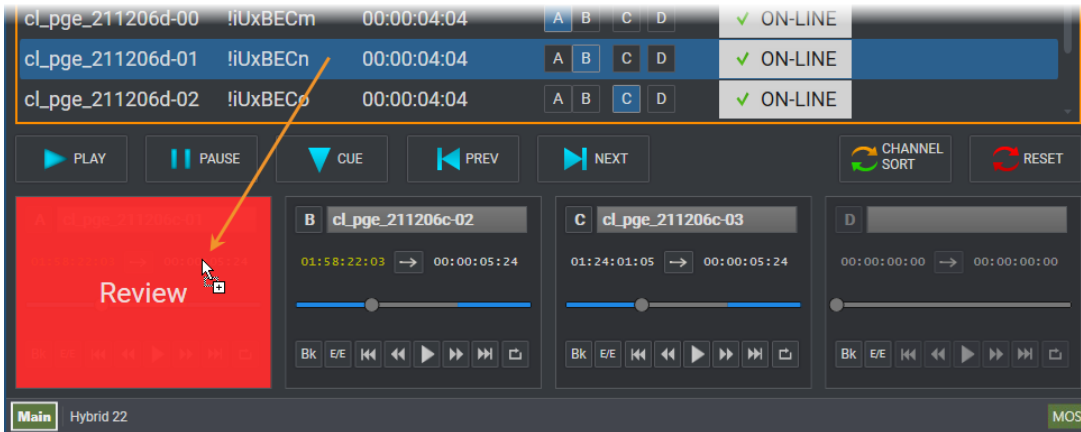 cl_pge_211206d-00 !iUxBECm 00:00:04:04 A B C D ON-LINE
cl_pge_211206d-01 !iUxBECn 00:00:04:04 A B C D ON-LINE
cl_pge_211206d-02 !iUxBECo 00:00:04:04 A B C D ON-LINE
PLAY PAUSE CUE PREV NEXT CHANNEL SORT RESET
A B cl_pge_211206c-02 C cl_pge_211206c-03 D
01:58:22:03 00:00:05:24 01:24:01:05 00:00:05:24 00:00:00:00 00:00:00:00
Review
Bk E/E Bk E/E Bk E/E Bk E/E
Main Hybrid 22 MOS